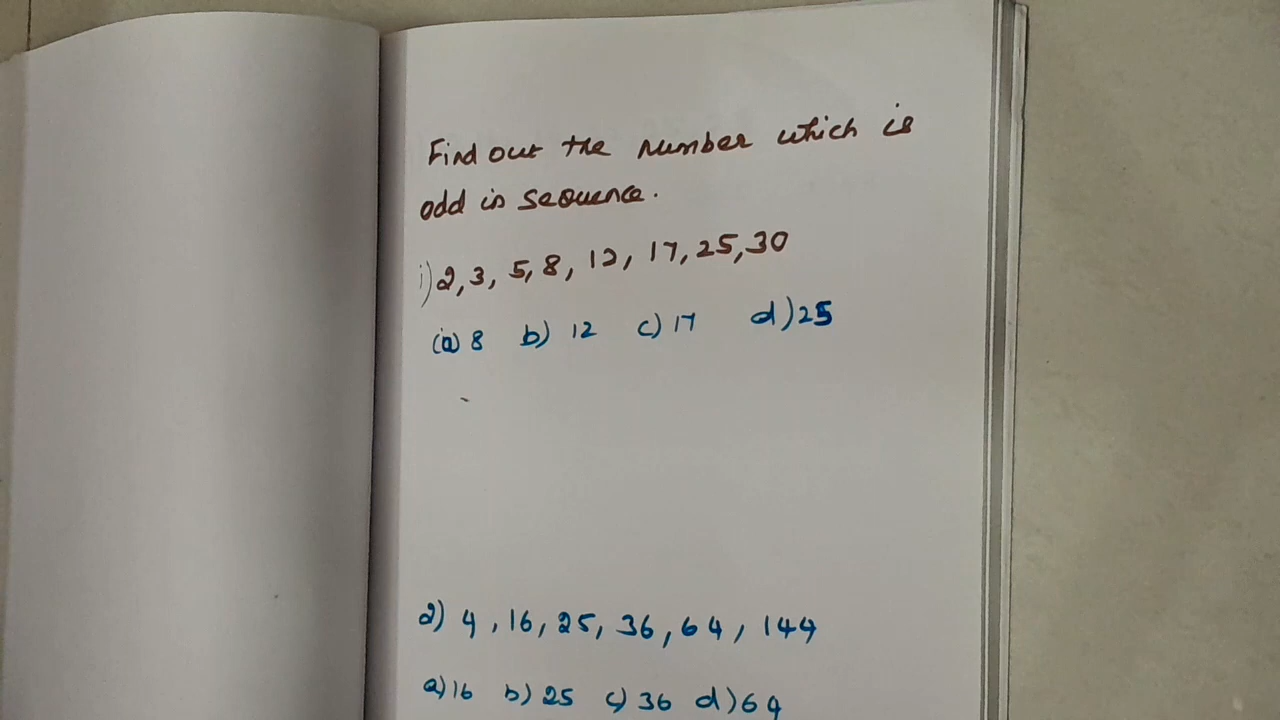 Find out the number which is
odd in sequence.
i) 2, 3, 5, 8, 12, 17, 25, 30
(a) 8 b) 12 c) 17 d) 25
2) 4, 16, 25, 36, 64, 144
a) 16 b) 25 c) 36 d) 64